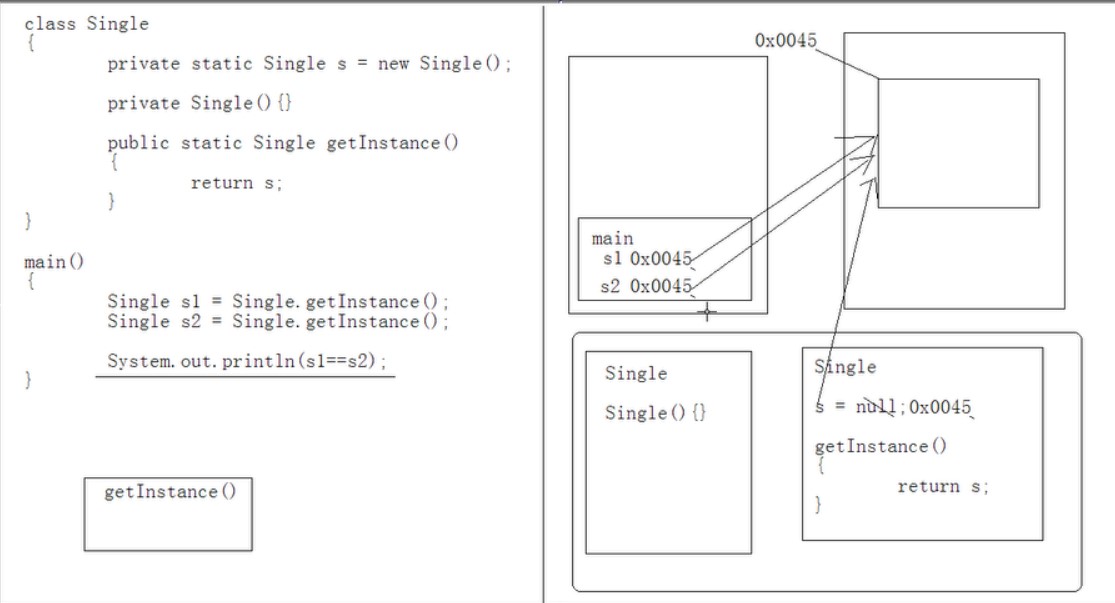 class Single
{
private static Single s = new Single();
private Single(){}
public static Single getInstance()
{
return s;
}
}
main()
{
Single s1 = Single.getInstance();
Single s2 = Single.getInstance();
System.out.println(s1==s2);
}
getInstance()
0x0045
main
s1 0x0045
s2 0x0045
Single
Single(){}
Single
s = null;0x0045
getInstance()
{
return s;
}